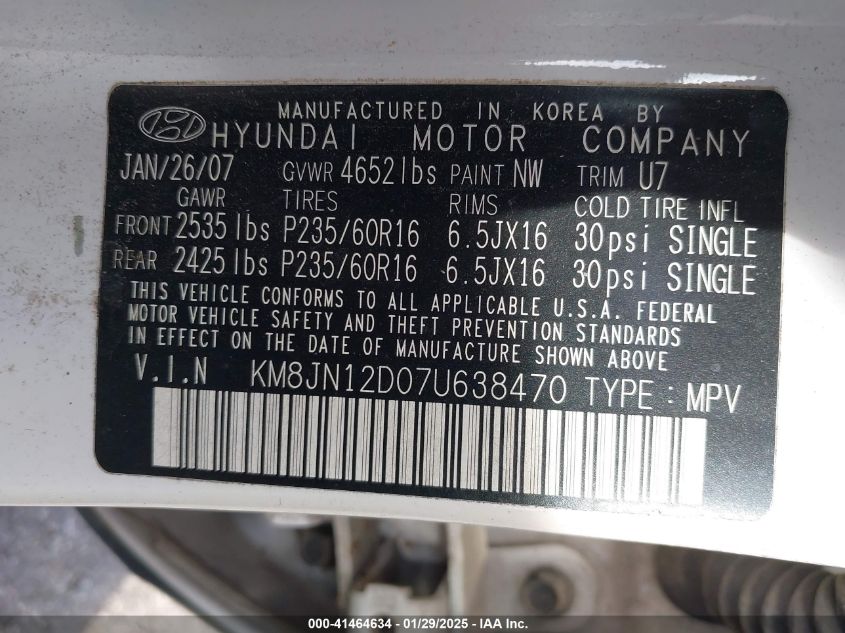 MANUFACTURED IN KOREA BY
HYUNDAI MOTOR COMPANY
JAN/26/07 GVWR 4652lbs PAINT NW TRIM U7
GAWR TIRES RIMS COLD TIRE INFL
FRONT 2535lbs P235/60R16 6.5JX16 30psi SINGLE
REAR 2425lbs P235/60R16 6.5JX16 30psi SINGLE
THIS VEHICLE CONFORMS TO ALL APPLICABLE U.S.A. FEDERAL
MOTOR VEHICLE SAFETY AND THEFT PREVENTION STANDARDS
IN EFFECT ON THE DATE OF MANUFACTURE SHOWN ABOVE
V.I.N KM8JN12D07U638470 TYPE : MPV
000-41464634 - 01/29/2025 - IAAI.com